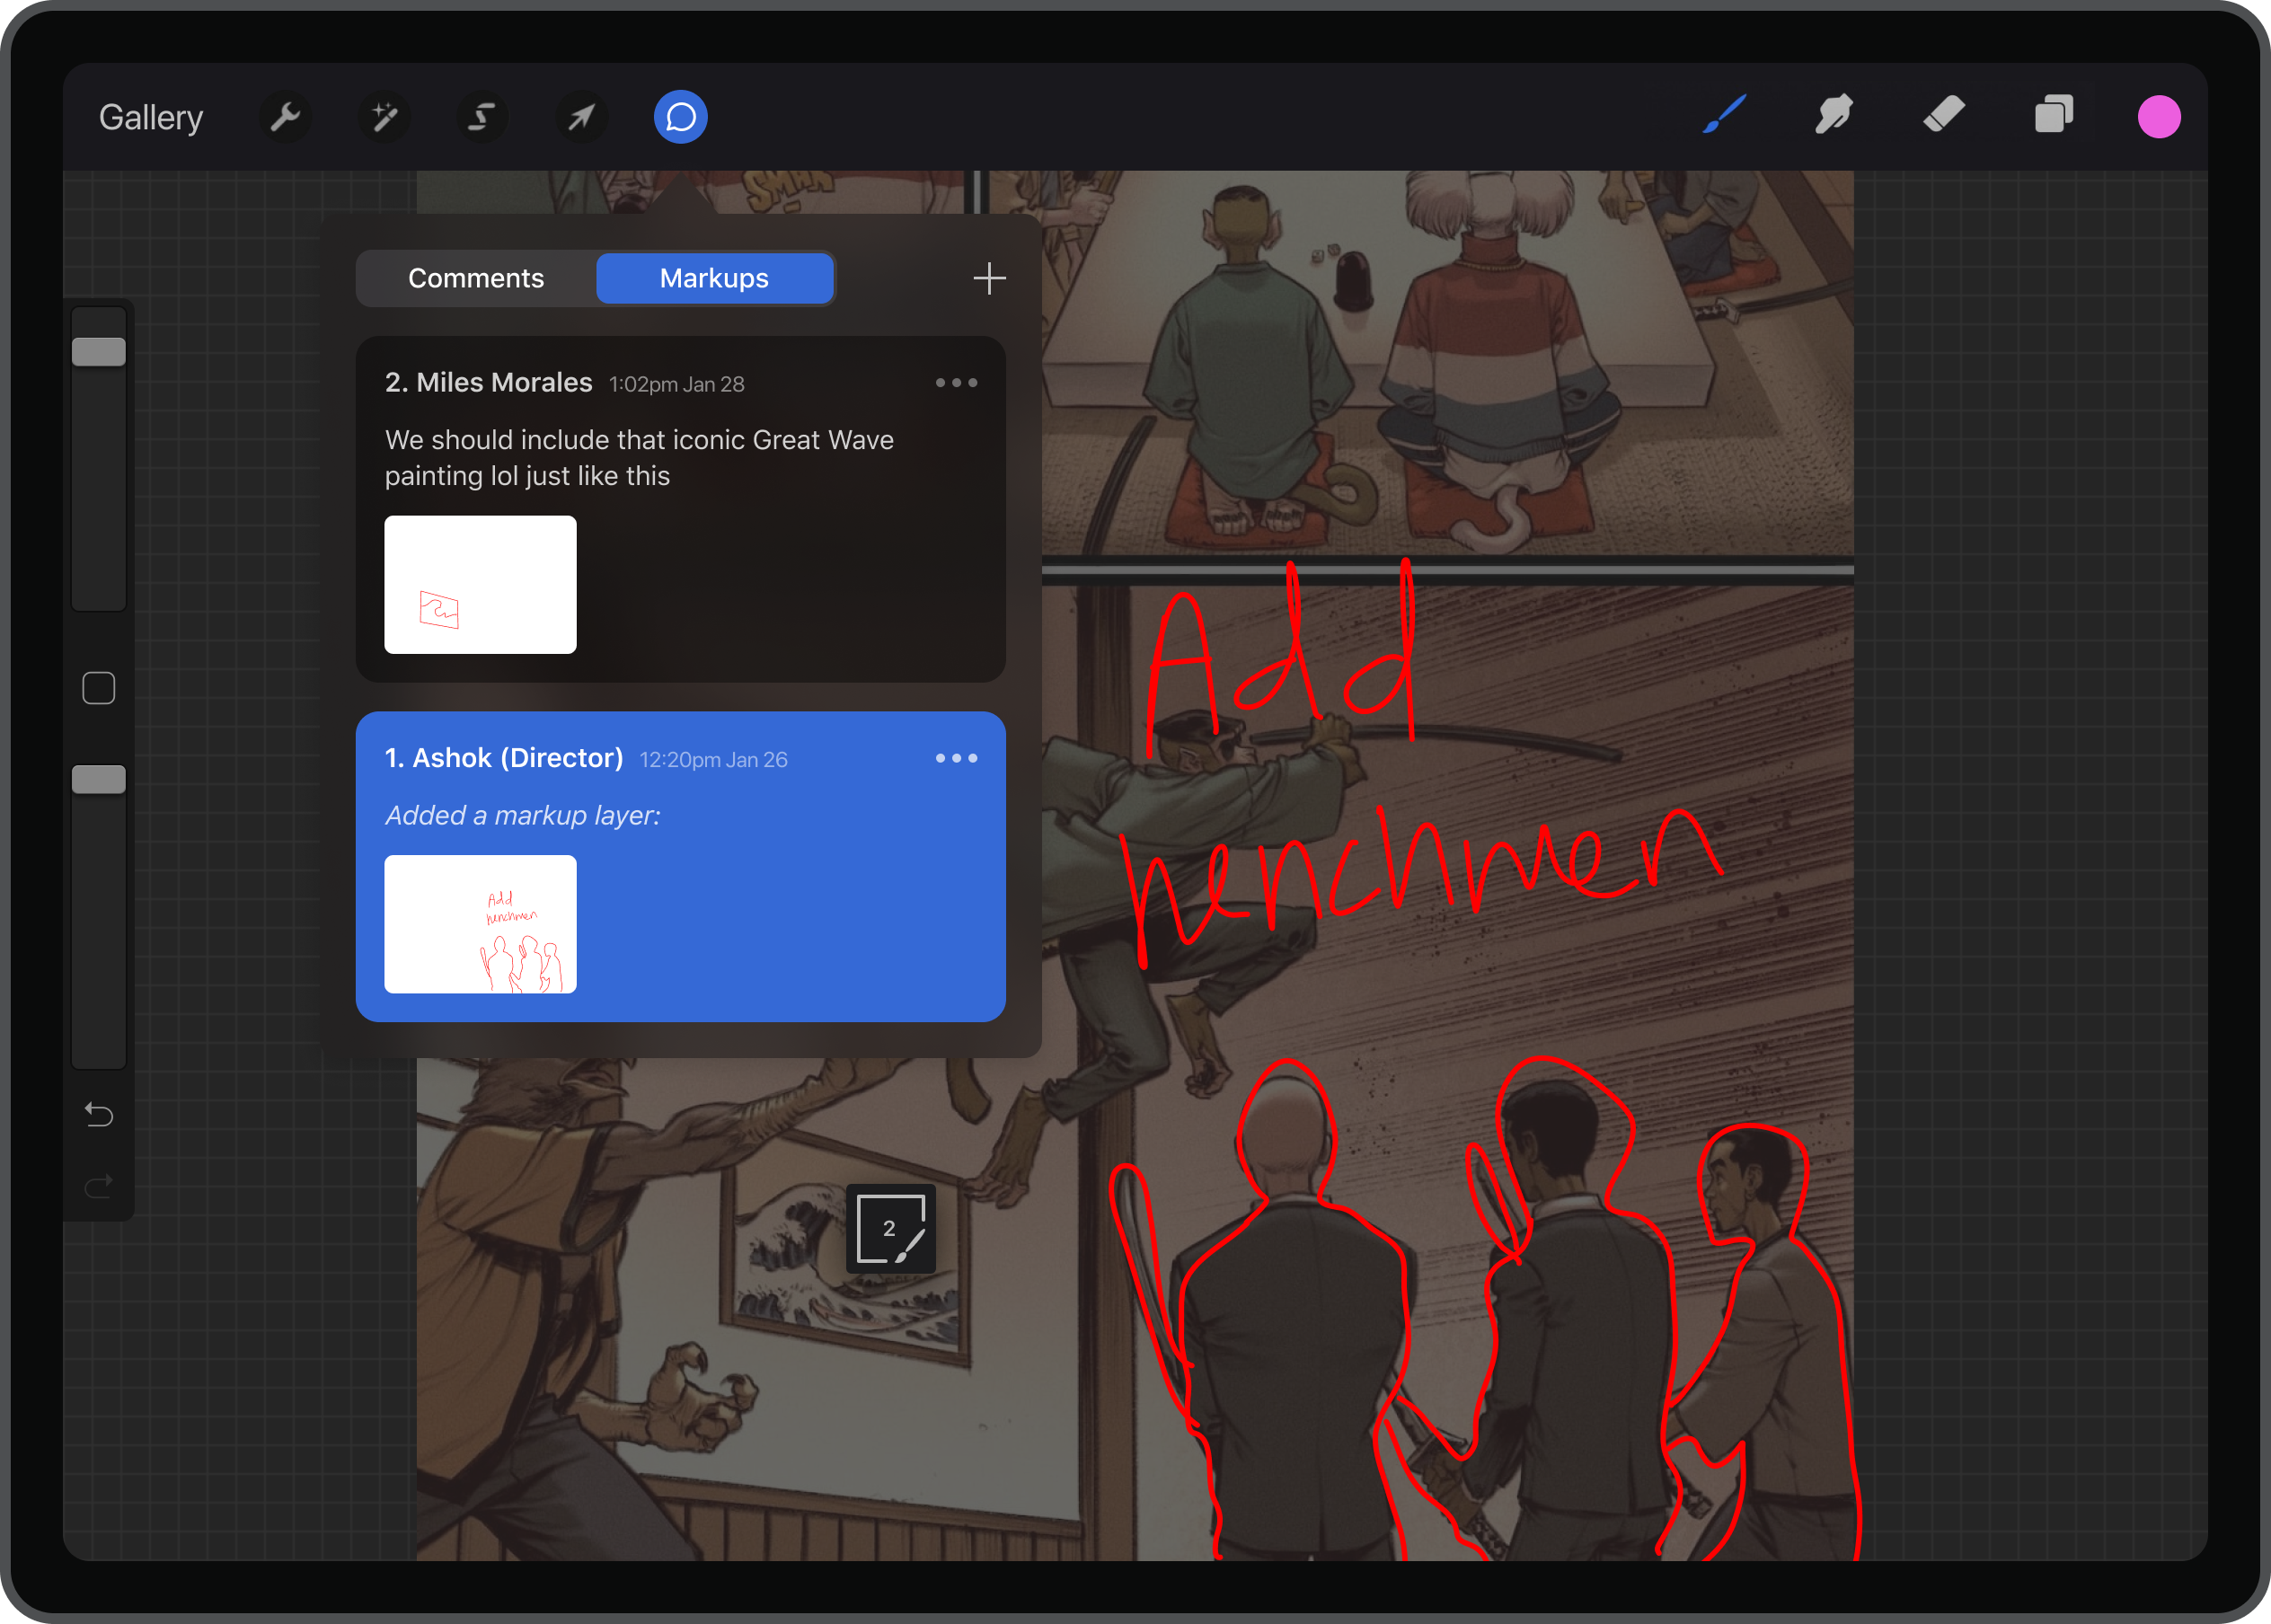 Gallery
SMAK
Comments
Markups
2. Miles Morales 1:02pm Jan 28
We should include that iconic Great Wave
painting lol just like this
1. Ashok (Director) 12:20pm Jan 26
Added a markup layer:
Add
henchmen
Add
henchmen
2